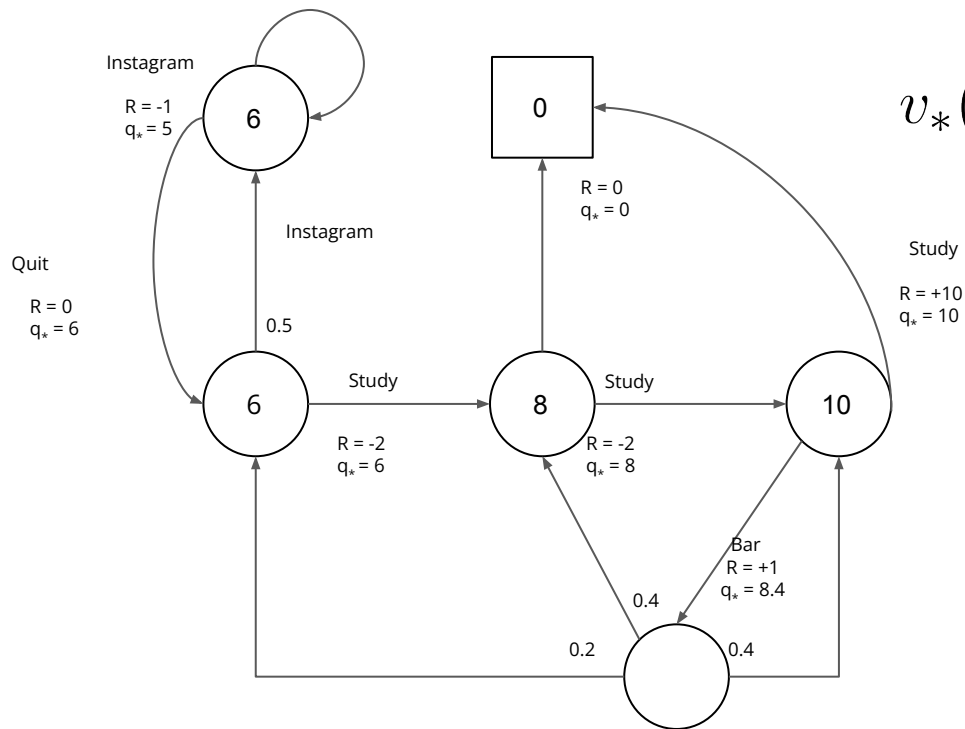 Instagram
R = -1
q* = 5
6
0
v*(
R = 0
q* = 0
Instagram
Quit
R = 0
q* = 6
Study
R = +10
q* = 10
0.5
6
Study
8
Study
10
R = -2
q* = 6
R = -2
q* = 8
Bar
R = +1
q* = 8.4
0.4
0.2
0.4